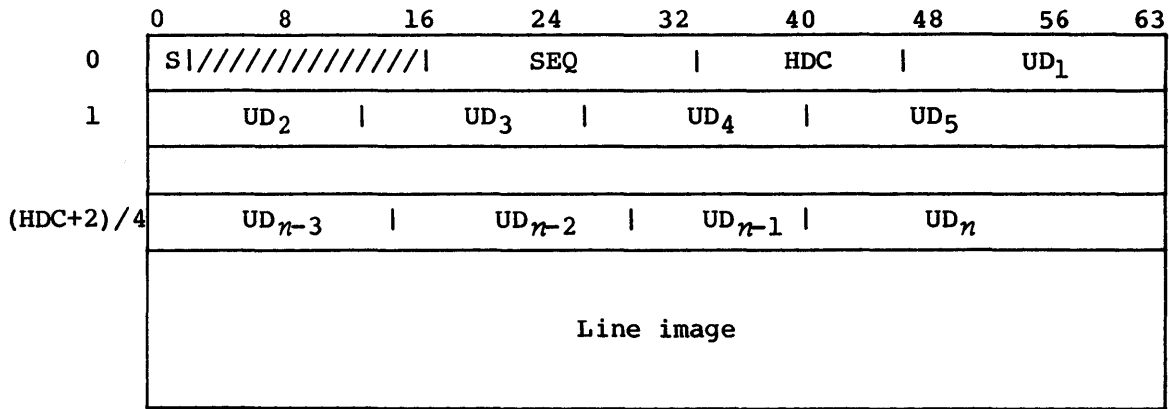 0 8 16 24 32 40 48 56 63
0 S|//////////////| SEQ | HDC | UD₁
1 UD₂ | UD₃ | UD₄ | UD₅
(HDC+2)/4 UDₙ₋₃ | UDₙ₋₂ | UDₙ₋₁ | UDₙ
Line image